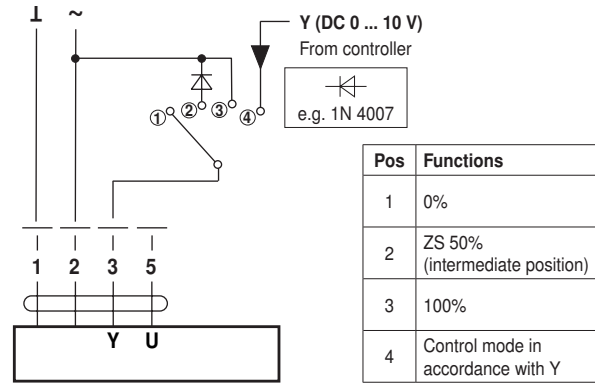 ⊥ ~
Y (DC 0 ... 10 V)
From controller
e.g. 1N 4007
1 2 3 4
Pos Functions
1 0%
2 ZS 50%
(intermediate position)
3 100%
4 Control mode in
accordance with Y
1 2 3 5
Y U